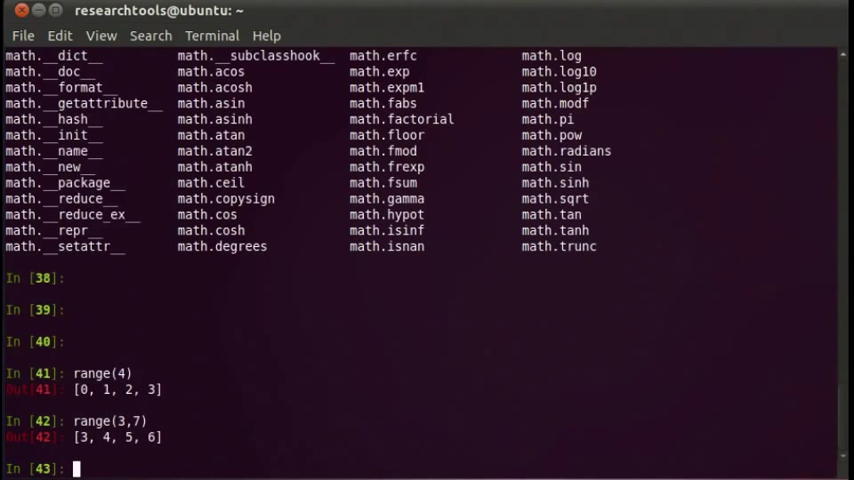 researchtools@ubuntu: ~
File Edit View Search Terminal Help
math.__dict__ math.__subclasshook__ math.erfc math.log
math.__doc__ math.acos math.exp math.log10
math.__format__ math.acosh math.expm1 math.log1p
math.__getattribute__ math.asin math.fabs math.modf
math.__hash__ math.asinh math.factorial math.pi
math.__init__ math.atan math.floor math.pow
math.__name__ math.atan2 math.fmod math.radians
math.__new__ math.atanh math.frexp math.sin
math.__package__ math.ceil math.fsum math.sinh
math.__reduce__ math.copysign math.gamma math.sqrt
math.__reduce_ex__ math.cos math.hypot math.tan
math.__repr__ math.cosh math.isinf math.tanh
math.__setattr__ math.degrees math.isnan math.trunc
In [38]:
In [39]:
In [40]:
In [41]: range(4)
Out[41]: [0, 1, 2, 3]
In [42]: range(3,7)
Out[42]: [3, 4, 5, 6]
In [43]: